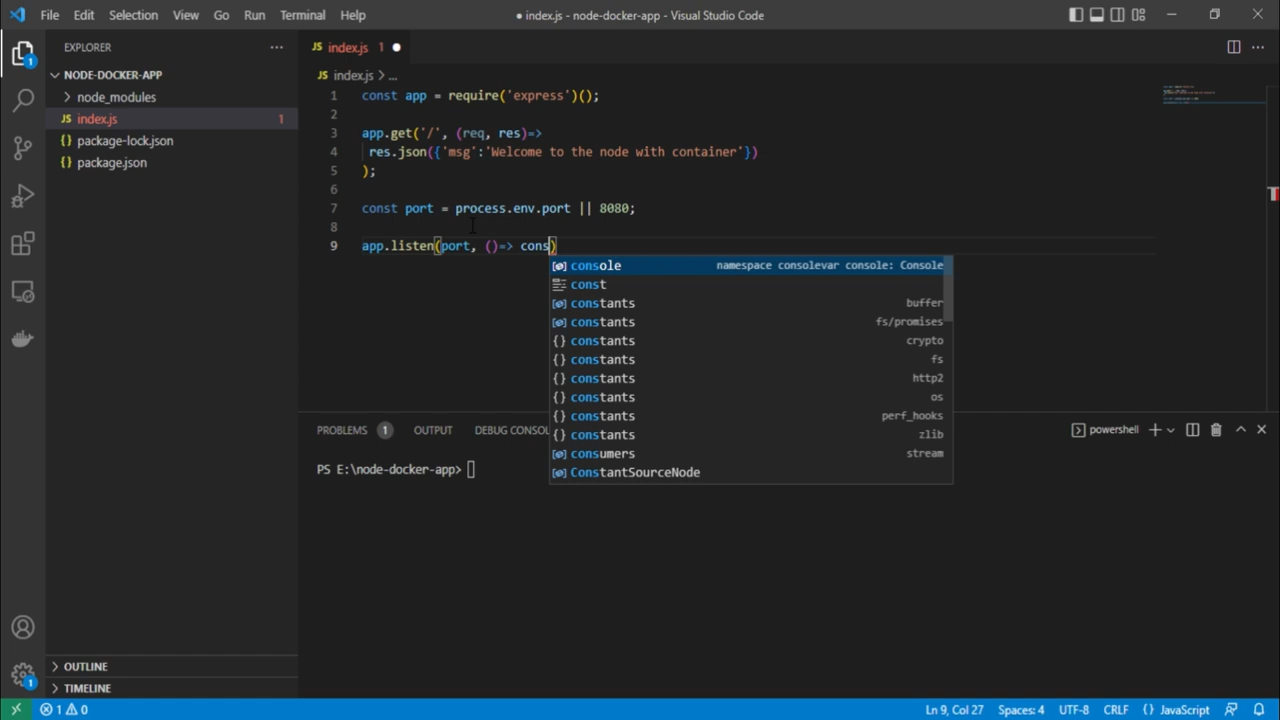 File Edit Selection View Go Run Terminal Help
● index.js - node-docker-app - Visual Studio Code
EXPLORER
NODE-DOCKER-APP
node_modules
index.js 1
package-lock.json
package.json
OUTLINE
TIMELINE
JS index.js 1
JS index.js > ...
1 const app = require('express')();
2
3 app.get('/', (req, res)=>
4 res.json({'msg':'Welcome to the node with container'})
5 );
6
7 const port = process.env.port || 8080;
8
9 app.listen(port, ()=> cons)
console namespace consolevar console: Console
const
constants buffer
constants fs/promises
constants crypto
constants fs
constants http2
constants os
constants perf_hooks
constants zlib
consumers stream
ConstantSourceNode
PROBLEMS 1 OUTPUT DEBUG CONSOL
powershell
PS E:\node-docker-app>
1 0
Ln 9, Col 27 Spaces: 4 UTF-8 CRLF {} JavaScript